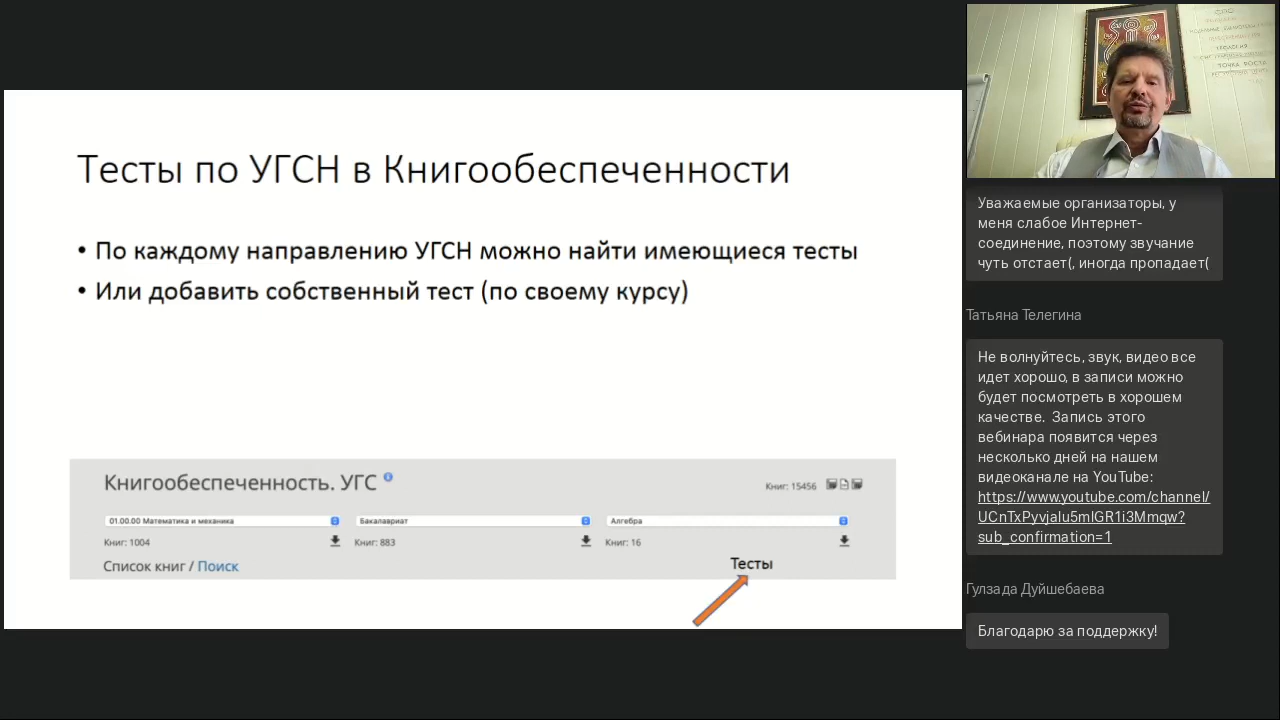 Тесты по УГСН в Книгообеспеченности
• По каждому направлению УГСН можно найти имеющиеся тесты
• Или добавить собственный тест (по своему курсу)
Книгообеспеченность. УГС
Книг: 15456
01.00.00 Математика и механика
Бакалавриат
Алгебра
Книг: 1004
Книг: 883
Книг: 16
Список книг / Поиск
Тесты
ТЕОЛОГИЯ
ТОЧКА РОСТА
Уважаемые организаторы, у
меня слабое Интернет-
соединение, поэтому звучание
чуть отстает(, иногда пропадает(
Татьяна Телегина
Не волнуйтесь, звук, видео все
идет хорошо, в записи можно
будет посмотреть в хорошем
качестве. Запись этого
вебинара появится через
несколько дней на нашем
видеоканале на YouTube:
https://www.youtube.com/channel/
UCnTxPyvjalu5mlGR1i3Mmqw?
sub_confirmation=1
Гулзада Дуйшебаева
Благодарю за поддержку!